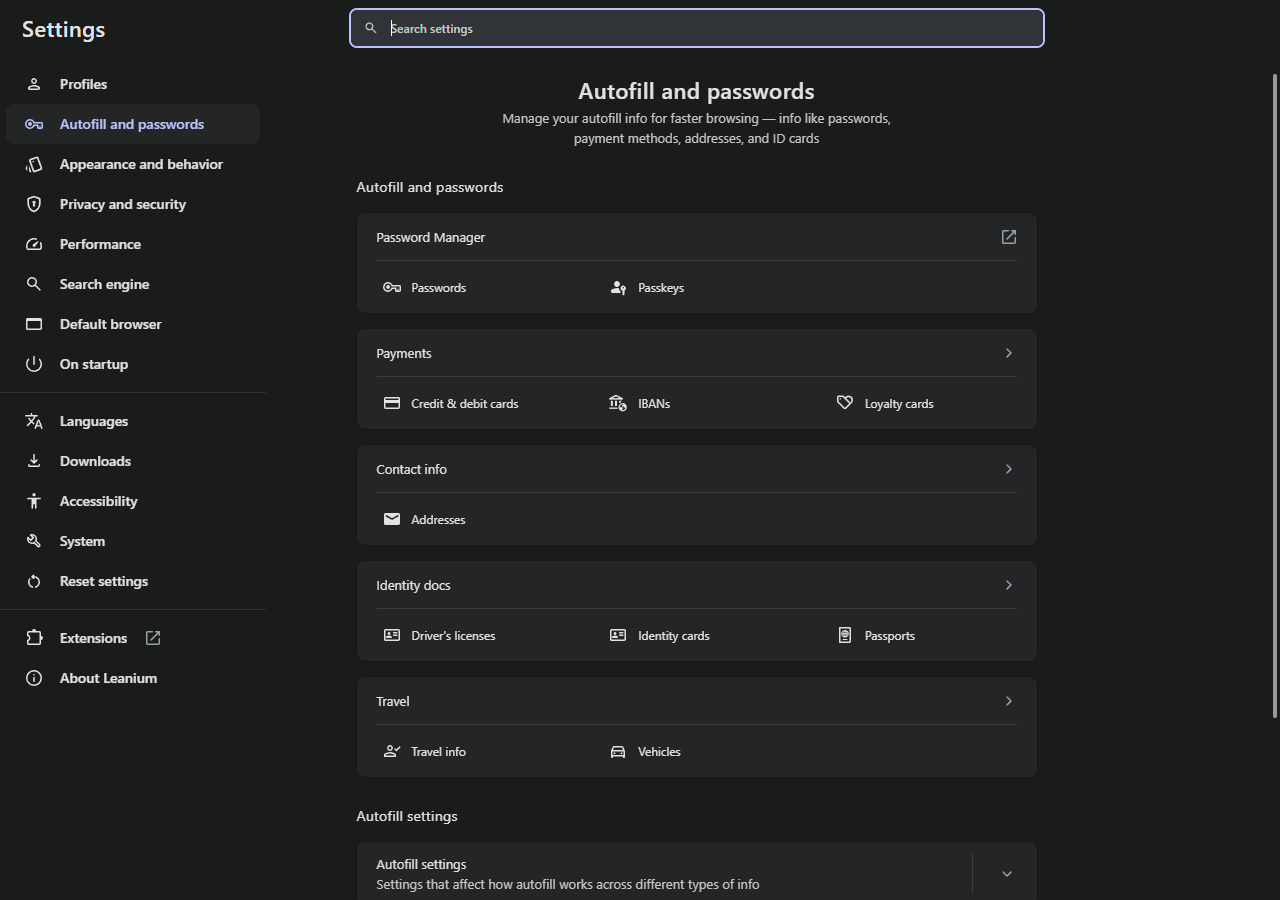 Settings
Search settings
Profiles
Autofill and passwords
Appearance and behavior
Privacy and security
Performance
Search engine
Default browser
On startup
Languages
Downloads
Accessibility
System
Reset settings
Extensions
About Leanium
Autofill and passwords
Manage your autofill info for faster browsing — info like passwords,
payment methods, addresses, and ID cards
Autofill and passwords
Password Manager
Passwords
Passkeys
Payments
Credit & debit cards
IBANs
Loyalty cards
Contact info
Addresses
Identity docs
Driver's licenses
Identity cards
Passports
Travel
Travel info
Vehicles
Autofill settings
Autofill settings
Settings that affect how autofill works across different types of info